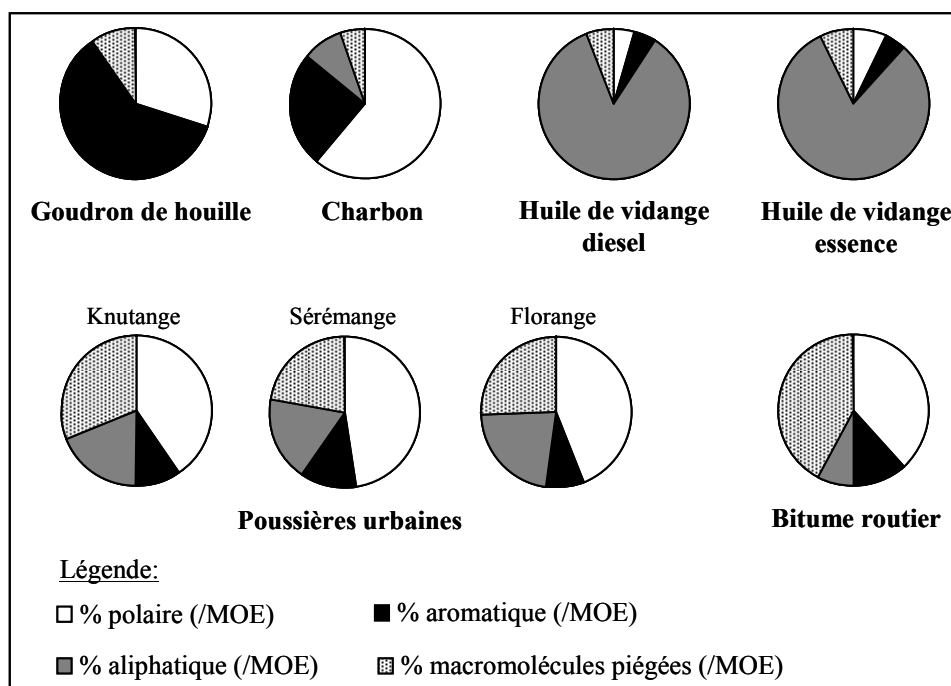 Goudron de houille
Charbon
Huile de vidange
diesel
Huile de vidange
essence
Knutange
Sérémange
Florange
Poussières urbaines
Bitume routier
Légende:
% polaire (/MOE)
% aromatique (/MOE)
% aliphatique (/MOE)
% macromolécules piégées (/MOE)